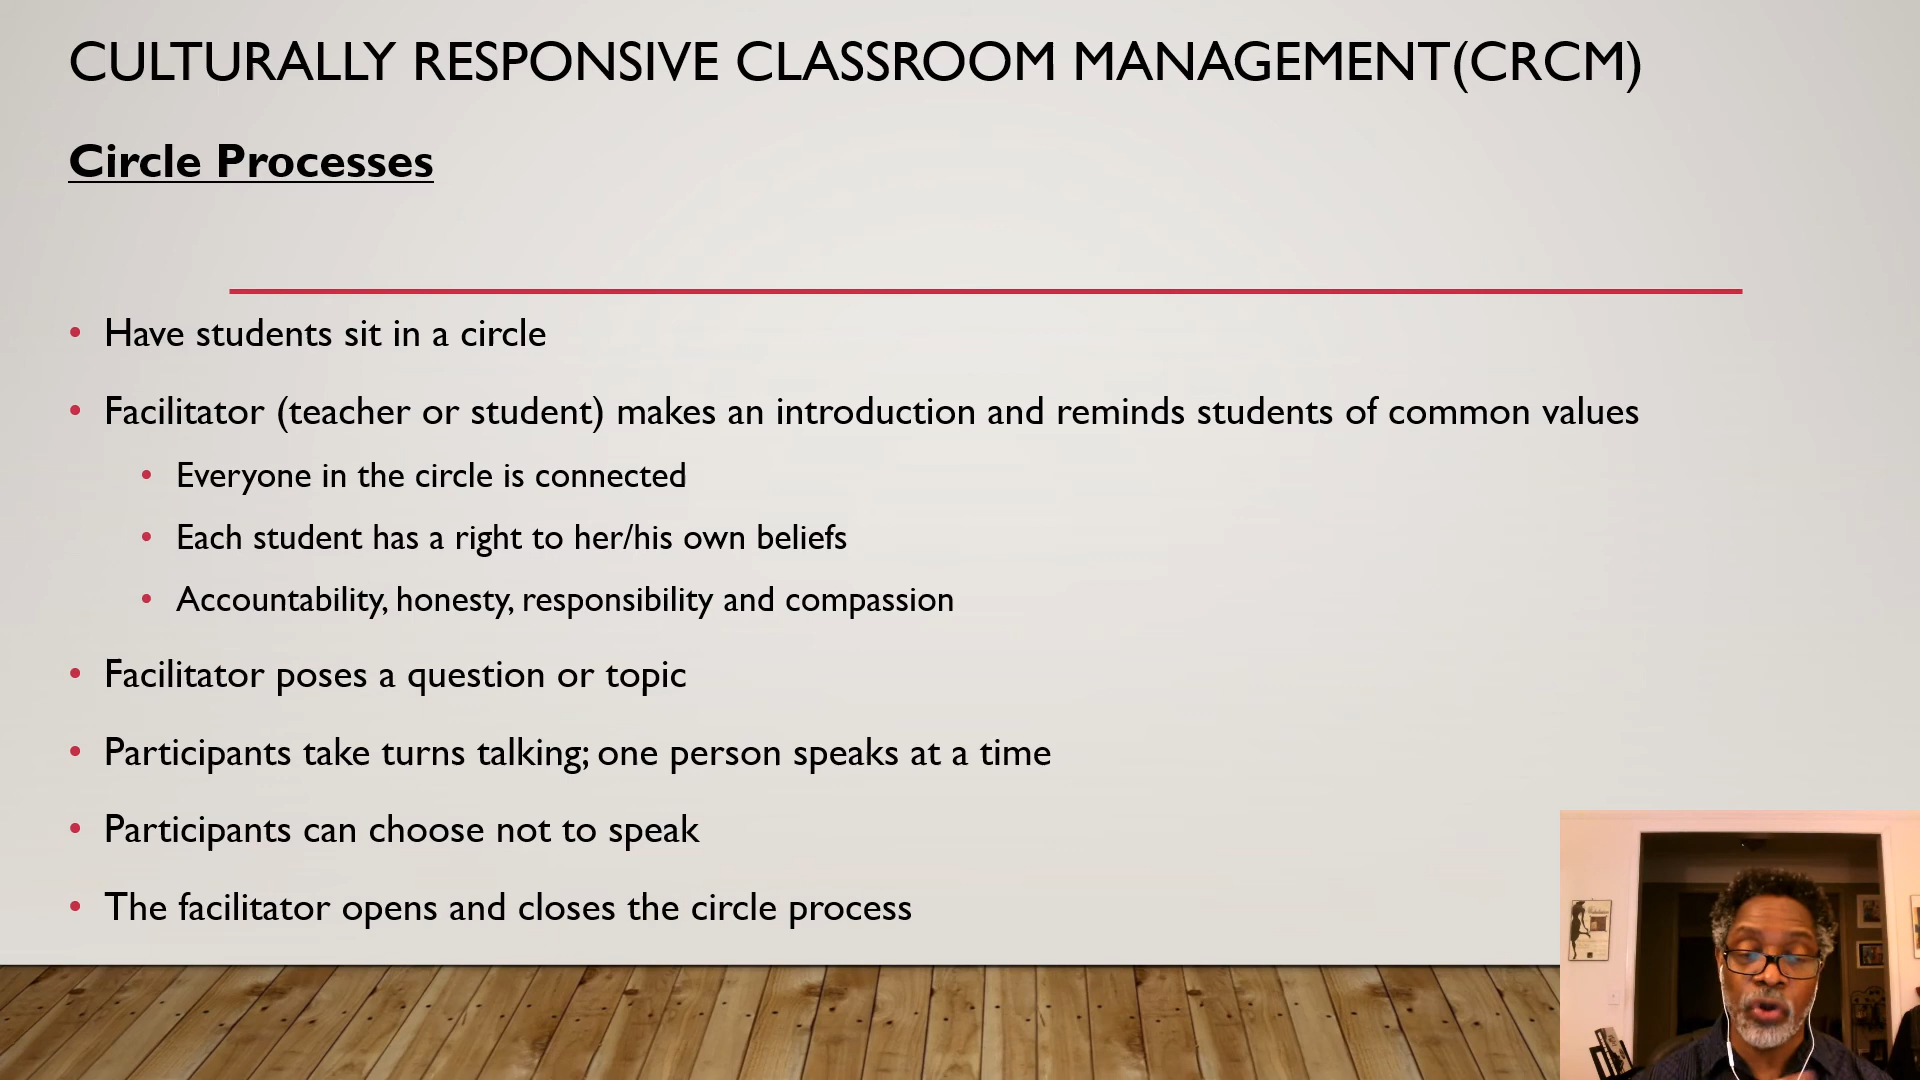 CULTURALLY RESPONSIVE CLASSROOM MANAGEMENT(CRCM)
Circle Processes
• Have students sit in a circle
• Facilitator (teacher or student) makes an introduction and reminds students of common values
• Everyone in the circle is connected
• Each student has a right to her/his own beliefs
• Accountability, honesty, responsibility and compassion
• Facilitator poses a question or topic
• Participants take turns talking; one person speaks at a time
• Participants can choose not to speak
• The facilitator opens and closes the circle process